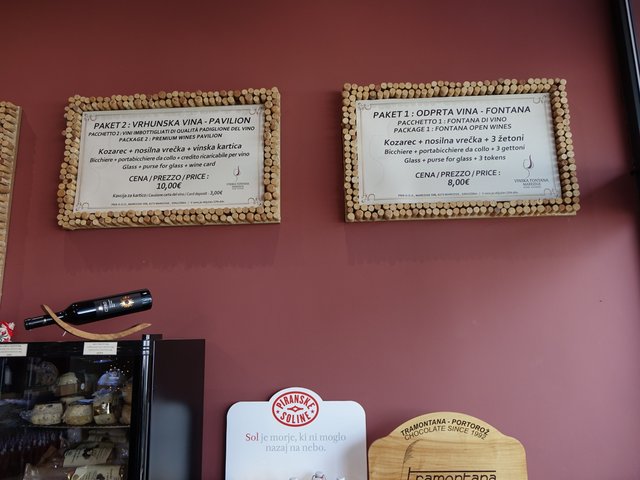 PAKET 2 : VRHUNSKA VINA - PAVILION
PACCHETTO 2 : VINI IMBOTTIGLIATI DI QUALITÀ PADIGLIONE DEL VINO
PACKAGE 2 : PREMIUM WINES PAVILION
Kozarec + nosilna vrečka + vinska kartica
Bicchiere + portabicchiere da collo + credito ricaricabile per vino
Glass + purse for glass + wine card
CENA / PREZZO / PRICE :
10,00€
PAKET 1 : ODPRTA VINA - FONTANA
PACCHETTO 1 : FONTANA DI VINO
PACKAGE 1 : FONTANA OPEN WINES
Kozarec + nosilna vrečka + 3 žetoni
Bicchiere + portabicchiere da collo + 3 gettoni
Glass + purse for glass + 3 tokens
CENA / PREZZO / PRICE :
8,00€
VINSKA FONTANA
MAREZIGE
PIRANSKE
SOLINE
Sol je morje, ki ni moglo
nazaj na nebo.
TRAMONTANA - PORTOROŽ
CHOCOLATE SINCE 1992
Tramontana